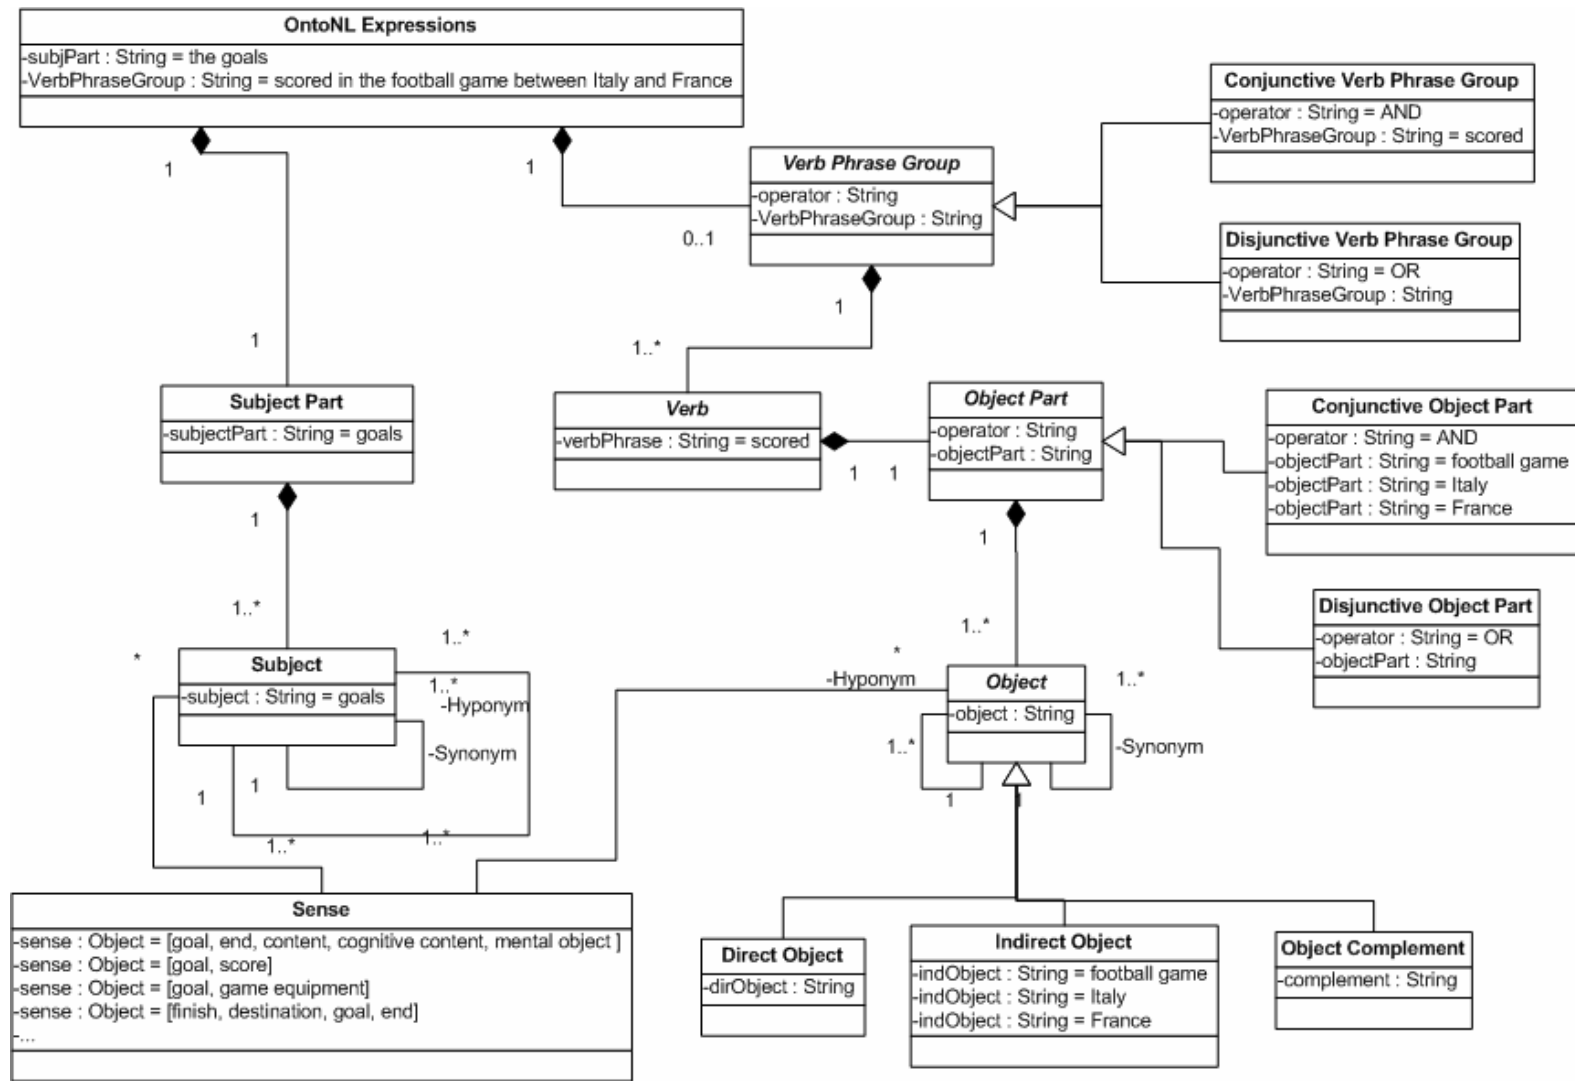 OntoNL Expressions
-subjPart : String = the goals
-VerbPhraseGroup : String = scored in the football game between Italy and France
1
1
Conjunctive Verb Phrase Group
-operator : String = AND
-VerbPhraseGroup : String = scored
Verb Phrase Group
-operator : String
-VerbPhraseGroup : String
0..1
Disjunctive Verb Phrase Group
-operator : String = OR
-VerbPhraseGroup : String
1
1..*
1
Subject Part
-subjectPart : String = goals
Verb
-verbPhrase : String = scored
1
1
Object Part
-operator : String
-objectPart : String
Conjunctive Object Part
-operator : String = AND
-objectPart : String = football game
-objectPart : String = Italy
-objectPart : String = France
1
1
1..*
1..*
Disjunctive Object Part
-operator : String = OR
-objectPart : String
*
Subject
-subject : String = goals
1..*
1..*
-Hyponym
-Synonym
1
1
1..*
1..*
*
-Hyponym
Object
-object : String
1..*
1..*
-Synonym
1
1
Sense
-sense : Object = [goal, end, content, cognitive content, mental object ]
-sense : Object = [goal, score]
-sense : Object = [goal, game equipment]
-sense : Object = [finish, destination, goal, end]
-...
Direct Object
-dirObject : String
Indirect Object
-indObject : String = football game
-indObject : String = Italy
-indObject : String = France
Object Complement
-complement : String